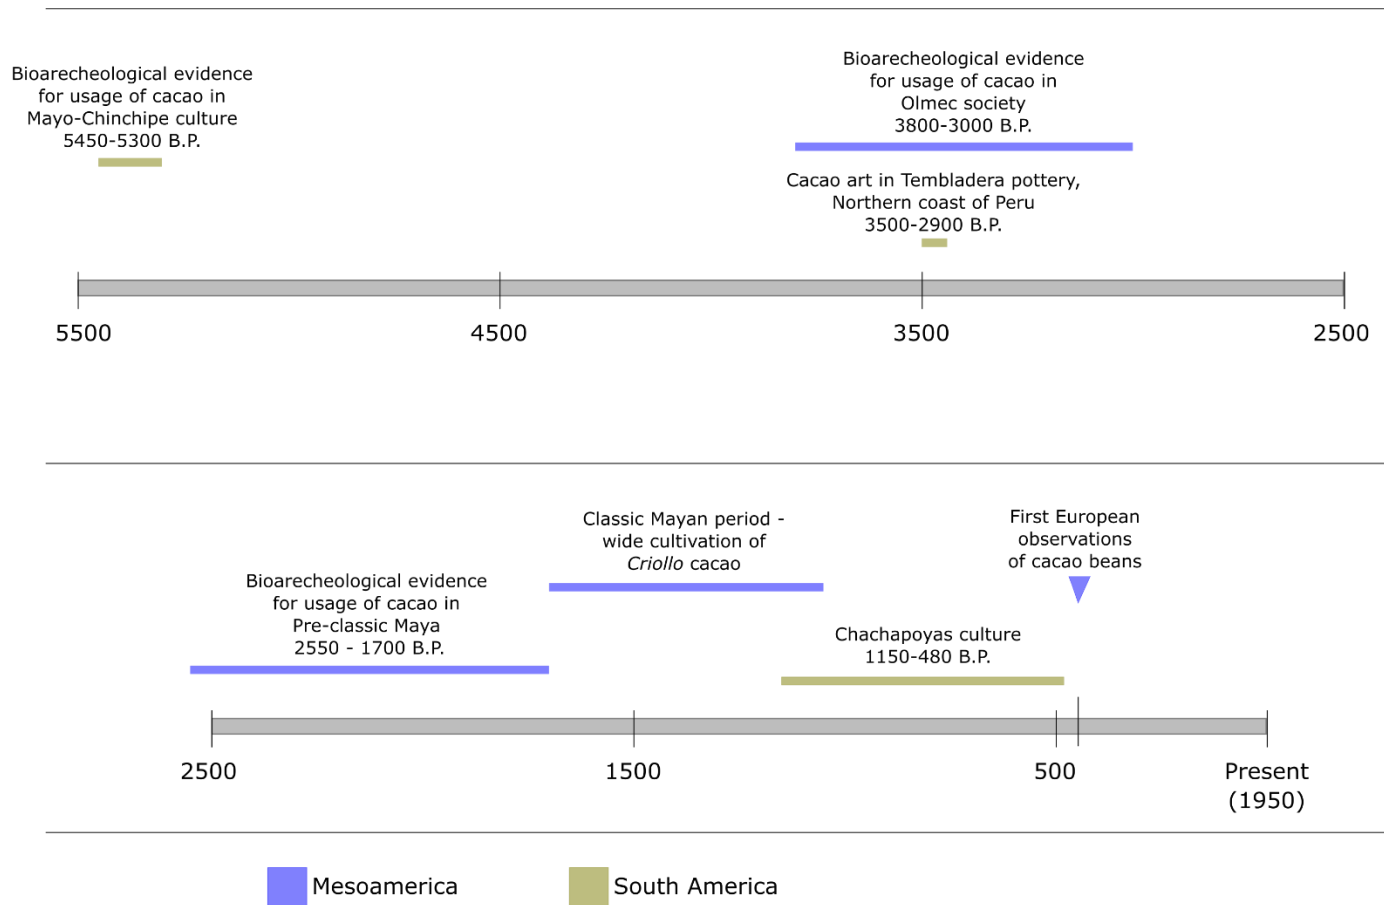 Bioarecheological evidence
for usage of cacao in
Mayo-Chinchipe culture
5450-5300 B.P.
Bioarecheological evidence
for usage of cacao in
Olmec society
3800-3000 B.P.
Cacao art in Tembladera pottery,
Northern coast of Peru
3500-2900 B.P.
5500
4500
3500
2500
Bioarecheological evidence
for usage of cacao in
Pre-classic Maya
2550 - 1700 B.P.
Classic Mayan period -
wide cultivation of
Criollo cacao
Chachapoyas culture
1150-480 B.P.
First European
observations
of cacao beans
2500
1500
500
Present
(1950)
Mesoamerica
South America